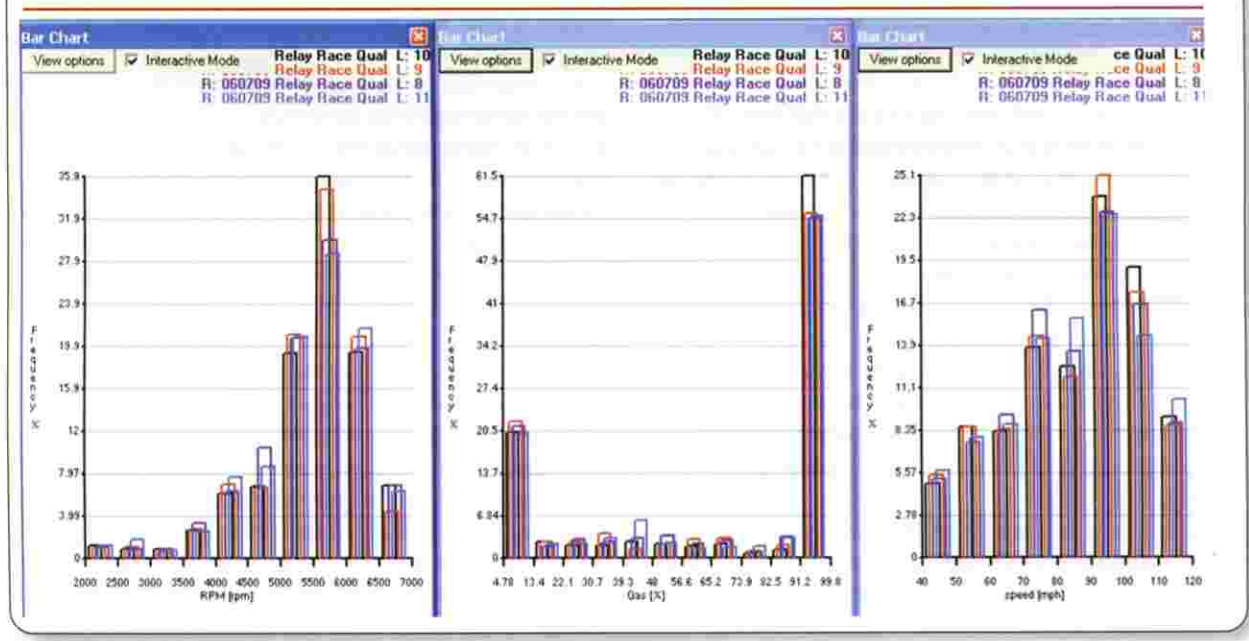 Bar Chart
View options Interactive Mode Relay Race Qual L: 10
Relay Race Qual L: 9
R: 060709 Relay Race Qual L: 8
R: 060709 Relay Race Qual L: 11
35.9
31.9
27.9
23.9
19.9
15.9
12
7.97
3.99
0
Frequency %
2000 2500 3000 3500 4000 4500 5000 5500 6000 6500 7000
RPM [rpm]
Bar Chart
View options Interactive Mode Relay Race Qual L: 10
Relay Race Qual L: 9
R: 060709 Relay Race Qual L: 8
R: 060709 Relay Race Qual L: 11
61.5
54.7
47.9
41
34.2
27.4
20.5
13.7
6.84
0
Frequency %
4.78 13.4 22.1 30.7 39.3 48 56.6 65.2 73.9 82.5 91.2 99.8
Gas [%]
Bar Chart
View options Interactive Mode ce Qual L: 10
ce Qual L: 9
R: 060709 Relay Race Qual L: 8
R: 060709 Relay Race Qual L: 11
25.1
22.3
19.5
16.7
13.9
11.1
8.35
5.57
2.78
0
Frequency %
40 50 60 70 80 90 100 110 120
speed [mph]